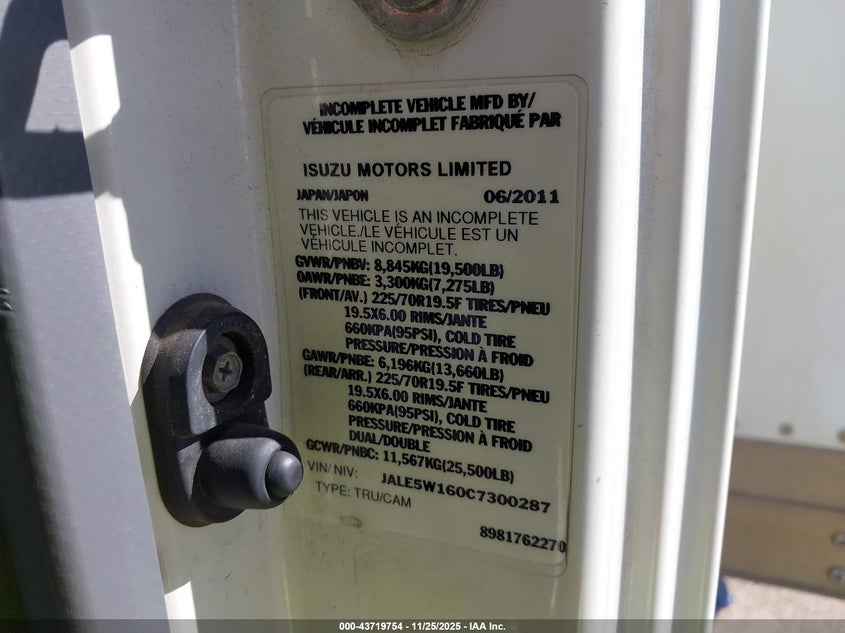 INCOMPLETE VEHICLE MFD BY/
VÉHICULE INCOMPLET FABRIQUÉ PAR
ISUZU MOTORS LIMITED
JAPAN/JAPON 06/2011
THIS VEHICLE IS AN INCOMPLETE
VEHICLE./LE VÉHICULE EST UN
VÉHICULE INCOMPLET.
GVWR/PNBV: 8,845KG(19,500LB)
GAWR/PNBE: 3,300KG(7,275LB)
(FRONT/AV.) 225/70R19.5F TIRES/PNEU
19.5X6.00 RIMS/JANTE
660KPA(95PSI), COLD TIRE
PRESSURE/PRESSION À FROID
GAWR/PNBE: 6,196KG(13,660LB)
(REAR/ARR.) 225/70R19.5F TIRES/PNEU
19.5X6.00 RIMS/JANTE
660KPA(95PSI), COLD TIRE
PRESSURE/PRESSION À FROID
DUAL/DOUBLE
GCWR/PNBC: 11,567KG(25,500LB)
VIN/NIV: JALE5W160C7300287
TYPE: TRU/CAM
8981762270
000-43719754 - 11/25/2025 - IAA Inc.